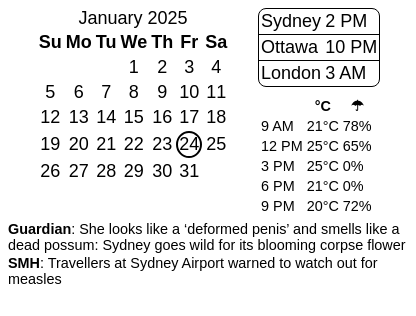 January 2025
Su Mo Tu We Th Fr Sa
1 2 3 4
5 6 7 8 9 10 11
12 13 14 15 16 17 18
19 20 21 22 23 24 25
26 27 28 29 30 31
Sydney 2 PM
Ottawa 10 PM
London 3 AM
°C ☂
9 AM 21°C 78%
12 PM 25°C 65%
3 PM 25°C 0%
6 PM 21°C 0%
9 PM 20°C 72%
Guardian: She looks like a ‘deformed penis’ and smells like a
dead possum: Sydney goes wild for its blooming corpse flower
SMH: Travellers at Sydney Airport warned to watch out for
measles